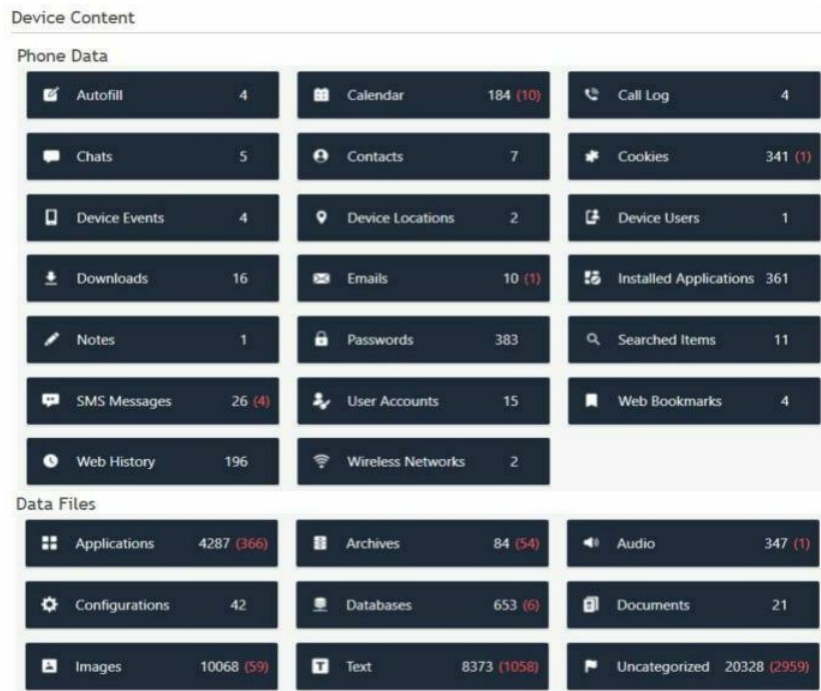 Device Content
Phone Data
Autofill 4 Calendar 184 (10) Call Log 4
Chats 5 Contacts 7 Cookies 341 (1)
Device Events 4 Device Locations 2 Device Users 1
Downloads 16 Emails 10 (1) Installed Applications 361
Notes 1 Passwords 383 Searched Items 11
SMS Messages 26 (4) User Accounts 15 Web Bookmarks 4
Web History 196 Wireless Networks 2
Data Files
Applications 4287 (366) Archives 84 (54) Audio 347 (1)
Configurations 42 Databases 653 (6) Documents 21
Images 10068 (59) Text 8373 (1058) Uncategorized 20328 (2959)